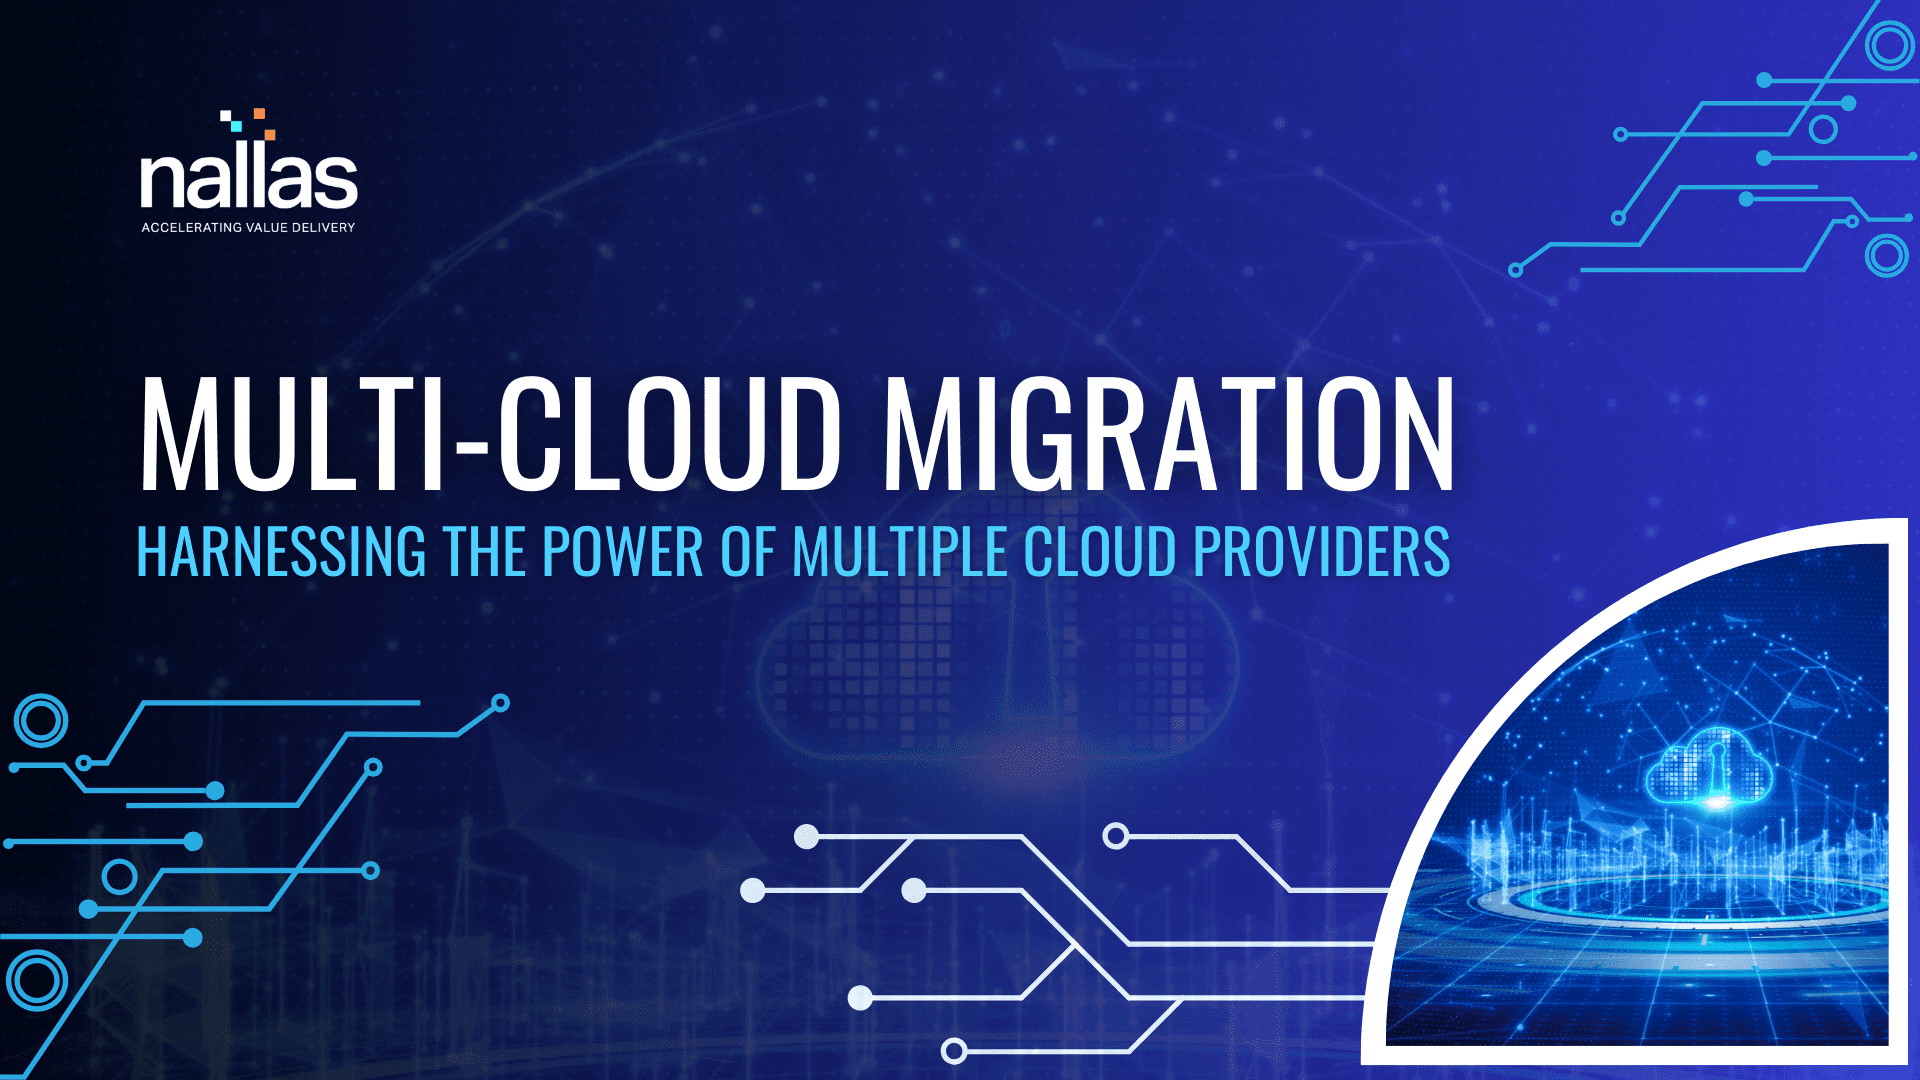 nallas
ACCELERATING VALUE DELIVERY
MULTI-CLOUD MIGRATION
HARNESSING THE POWER OF MULTIPLE CLOUD PROVIDERS